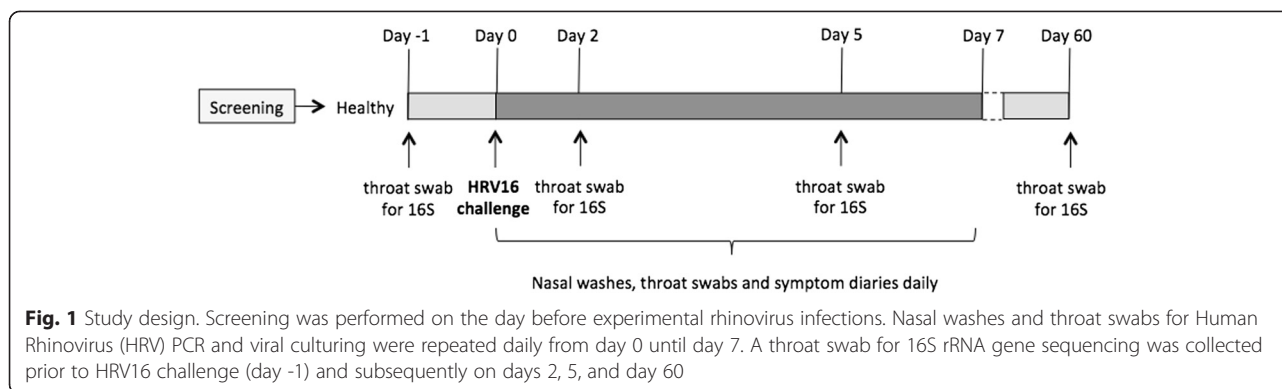 Day -1 Day 0 Day 2 Day 5 Day 7 Day 60
Screening Healthy
throat swab HRV16 throat swab throat swab throat swab
for 16S challenge for 16S for 16S for 16S
Nasal washes, throat swabs and symptom diaries daily
Fig. 1 Study design. Screening was performed on the day before experimental rhinovirus infections. Nasal washes and throat swabs for Human
Rhinovirus (HRV) PCR and viral culturing were repeated daily from day 0 until day 7. A throat swab for 16S rRNA gene sequencing was collected
prior to HRV16 challenge (day -1) and subsequently on days 2, 5, and day 60